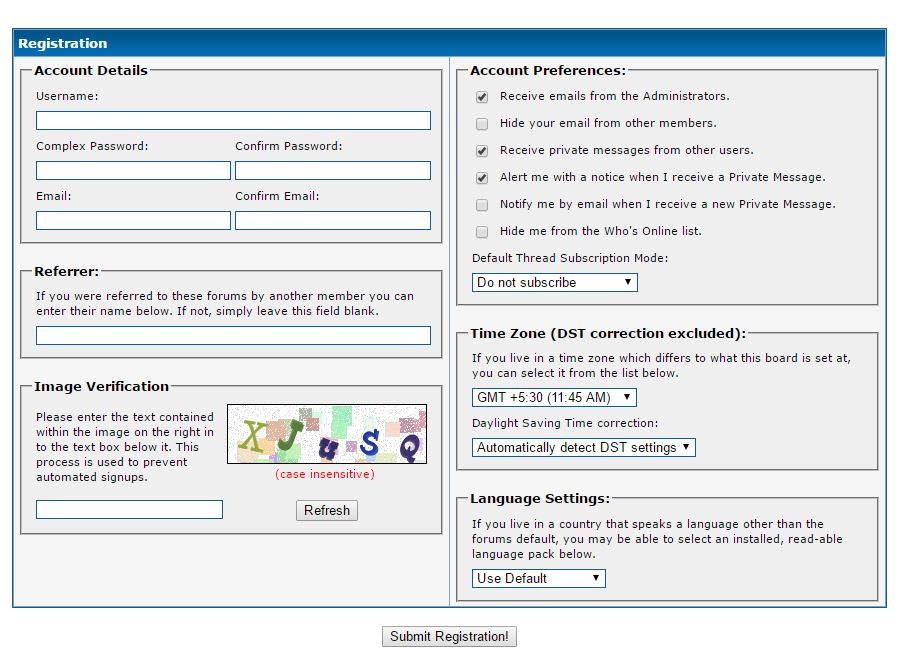 Registration
Account Details
Username:
Complex Password: Confirm Password:
Email: Confirm Email:
Referrer:
If you were referred to these forums by another member you can
enter their name below. If not, simply leave this field blank.
Image Verification
Please enter the text contained
within the image on the right in
to the text box below it. This
process is used to prevent
automated signups.
XJuSQ
(case insensitive)
Refresh
Account Preferences:
Receive emails from the Administrators.
Hide your email from other members.
Receive private messages from other users.
Alert me with a notice when I receive a Private Message.
Notify me by email when I receive a new Private Message.
Hide me from the Who's Online list.
Default Thread Subscription Mode:
Do not subscribe
Time Zone (DST correction excluded):
If you live in a time zone which differs to what this board is set at,
you can select it from the list below.
GMT +5:30 (11:45 AM)
Daylight Saving Time correction:
Automatically detect DST settings
Language Settings:
If you live in a country that speaks a language other than the
forums default, you may be able to select an installed, read-able
language pack below.
Use Default
Submit Registration!